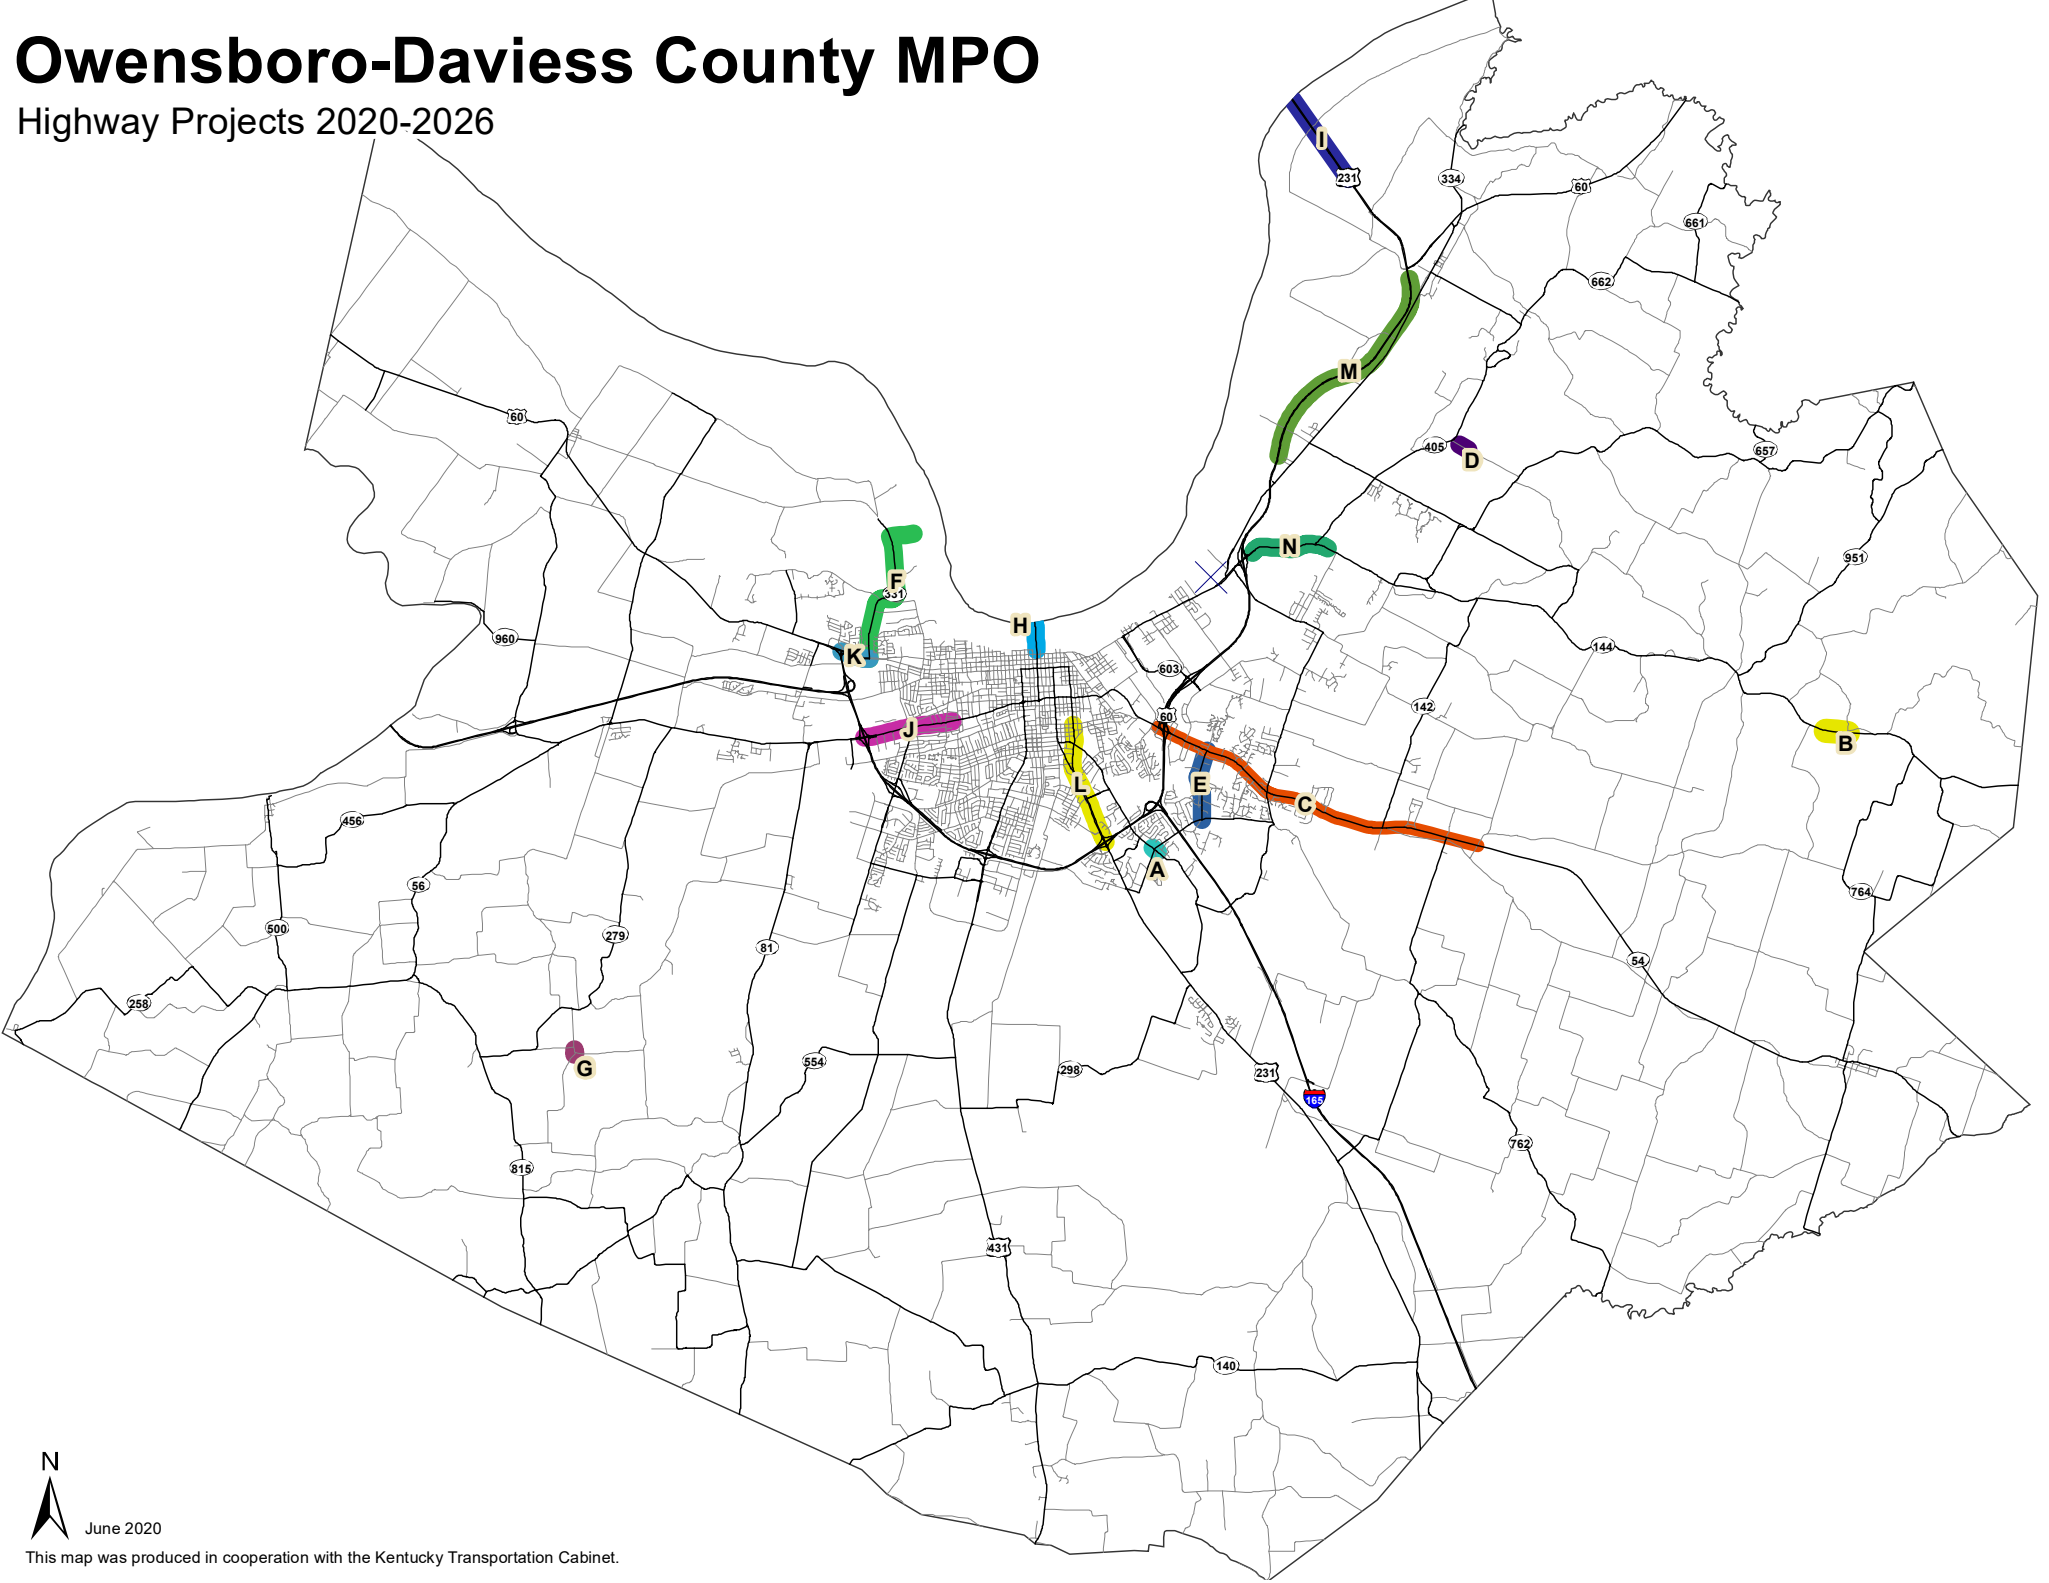 Owensboro-Daviess County MPO
Highway Projects 2020-2026
I
231
334
60
661
662
M
60
405
D
657
N
951
F
331
H
960
K
603
144
142
60
J
B
E
L
C
456
A
56
764
500
279
81
54
258
G
554
298
231
165
762
815
431
140
N
June 2020
This map was produced in cooperation with the Kentucky Transportation Cabinet.